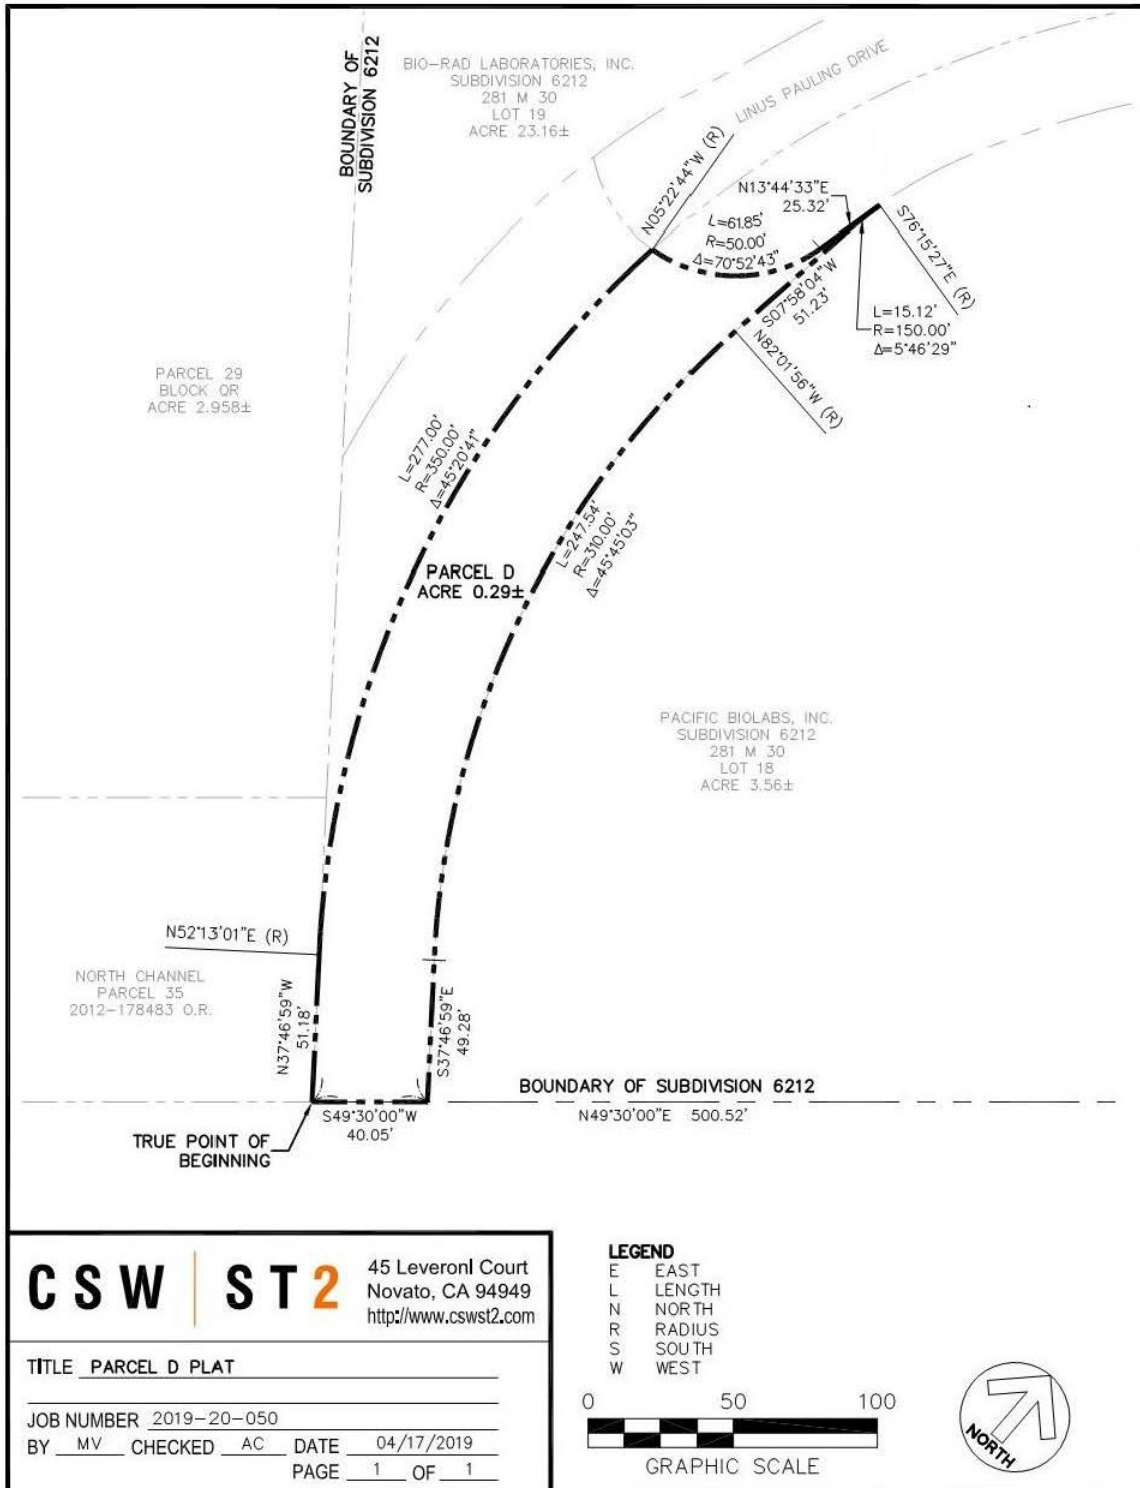 BOUNDARY OF
SUBDIVISION 6212
BIO-RAD LABORATORIES, INC.
SUBDIVISION 6212
281 M 30
LOT 19
ACRE 23.16±
LINUS PAULING DRIVE
N05°22'44"W (R)
N13°44'33"E
25.32'
L=61.85'
R=50.00'
Δ=70°52'43"
S76°15'27"E (R)
S07°58'04"W
51.23'
L=15.12'
R=150.00'
Δ=5°46'29"
N82°01'56"W (R)
PARCEL 29
BLOCK QR
ACRE 2.958±
L=277.00'
R=350.00'
Δ=45°20'41"
L=247.54'
R=310.00'
Δ=45°45'03"
PARCEL D
ACRE 0.29±
PACIFIC BIOLABS, INC.
SUBDIVISION 6212
281 M 30
LOT 18
ACRE 3.56±
N52°13'01"E (R)
NORTH CHANNEL
PARCEL 35
2012-178483 O.R.
N37°46'59"W
51.18'
S37°46'59"E
49.28'
BOUNDARY OF SUBDIVISION 6212
N49°30'00"E 500.52'
S49°30'00"W
40.05'
TRUE POINT OF
BEGINNING
CSW | ST2
45 Leveroni Court
Novato, CA 94949
http://www.cswst2.com
TITLE PARCEL D PLAT
JOB NUMBER 2019-20-050
BY MV CHECKED AC DATE 04/17/2019
PAGE 1 OF 1
LEGEND
E EAST
L LENGTH
N NORTH
R RADIUS
S SOUTH
W WEST
0 50 100
GRAPHIC SCALE
NORTH